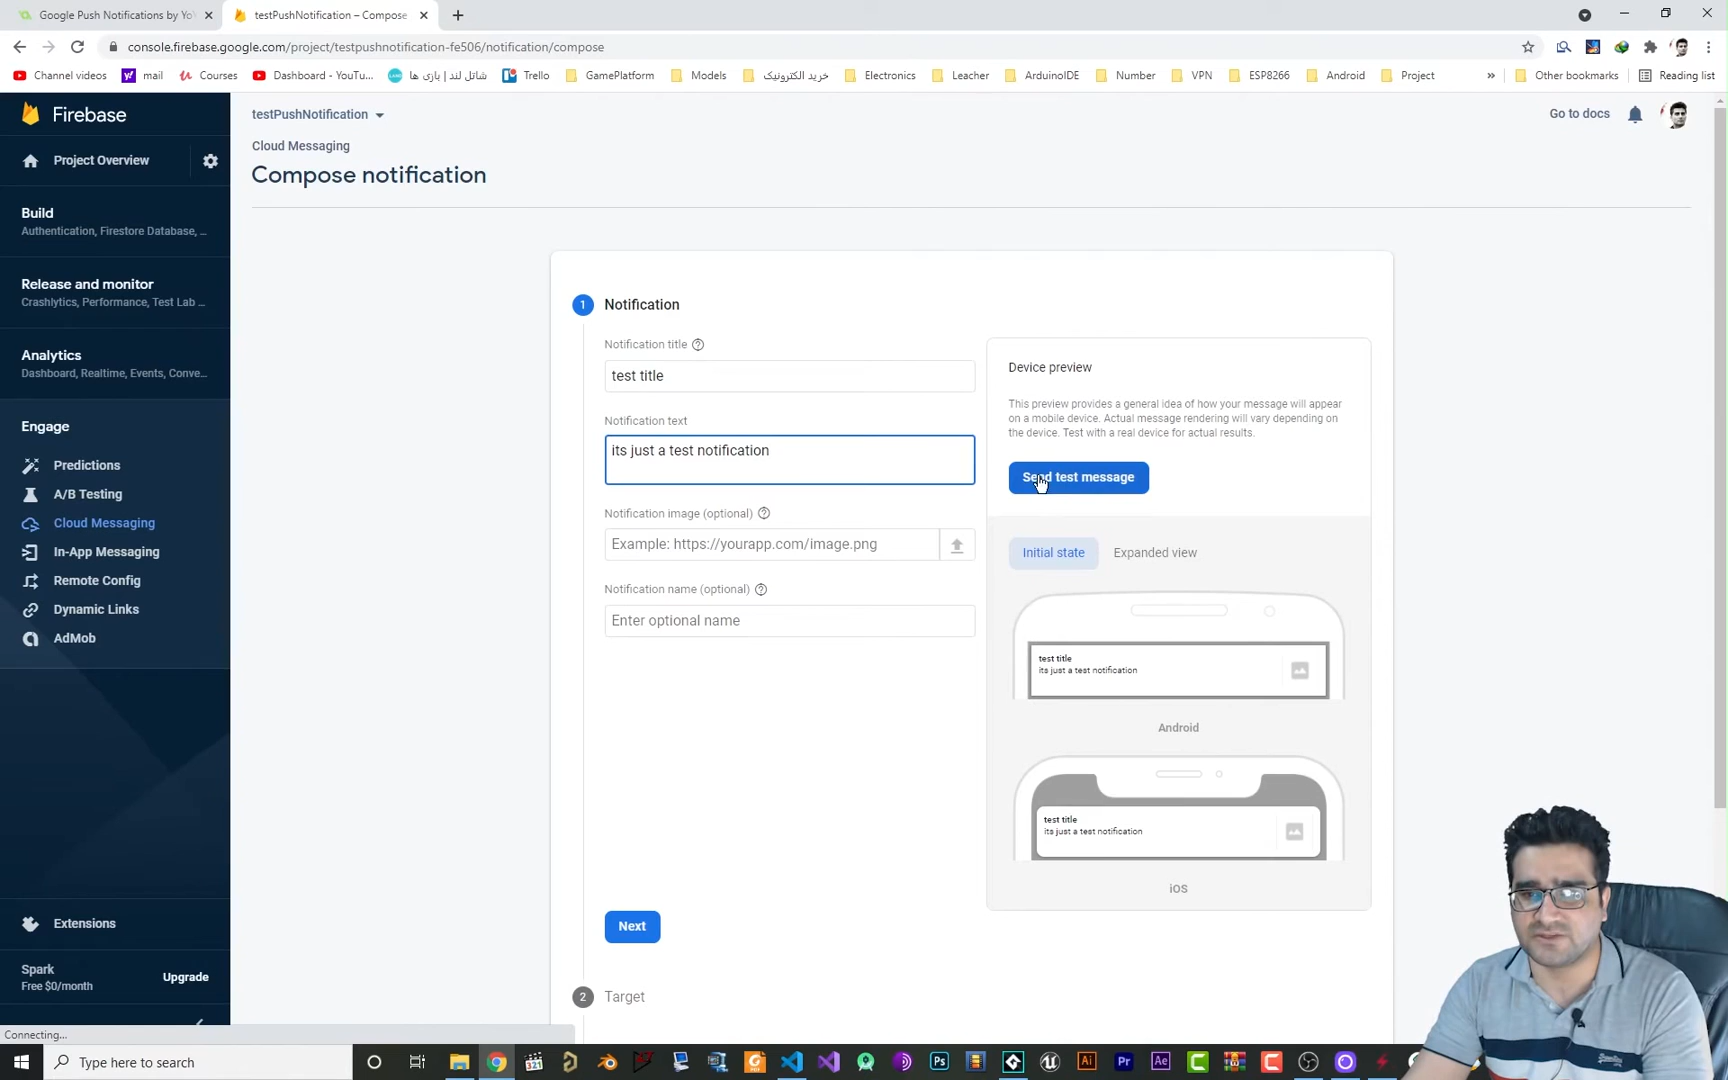 Google Push Notifications by Yo
testPushNotification – Compose
console.firebase.google.com/project/testpushnotification-fe506/notification/compose
Channel videos
mail
Courses
Dashboard - YouTu...
شاتل لند | بازی ها
Trello
GamePlatform
Models
خرید الکترونیک
Electronics
Leacher
ArduinoIDE
Number
VPN
ESP8266
Android
Project
»
Other bookmarks
Reading list
Firebase
testPushNotification
Go to docs
Cloud Messaging
Compose notification
Project Overview
Build
Authentication, Firestore Database, ...
Release and monitor
Crashlytics, Performance, Test Lab ...
Analytics
Dashboard, Realtime, Events, Conve...
Engage
Predictions
A/B Testing
Cloud Messaging
In-App Messaging
Remote Config
Dynamic Links
AdMob
Extensions
Spark
Free $0/month
Upgrade
1 Notification
Notification title
test title
Notification text
its just a test notification
Notification image (optional)
Example: https://yourapp.com/image.png
Notification name (optional)
Enter optional name
Next
2 Target
Device preview
This preview provides a general idea of how your message will appear
on a mobile device. Actual message rendering will vary depending on
the device. Test with a real device for actual results.
Send test message
Initial state
Expanded view
test title
its just a test notification
Android
test title
its just a test notification
iOS
Connecting...
Type here to search